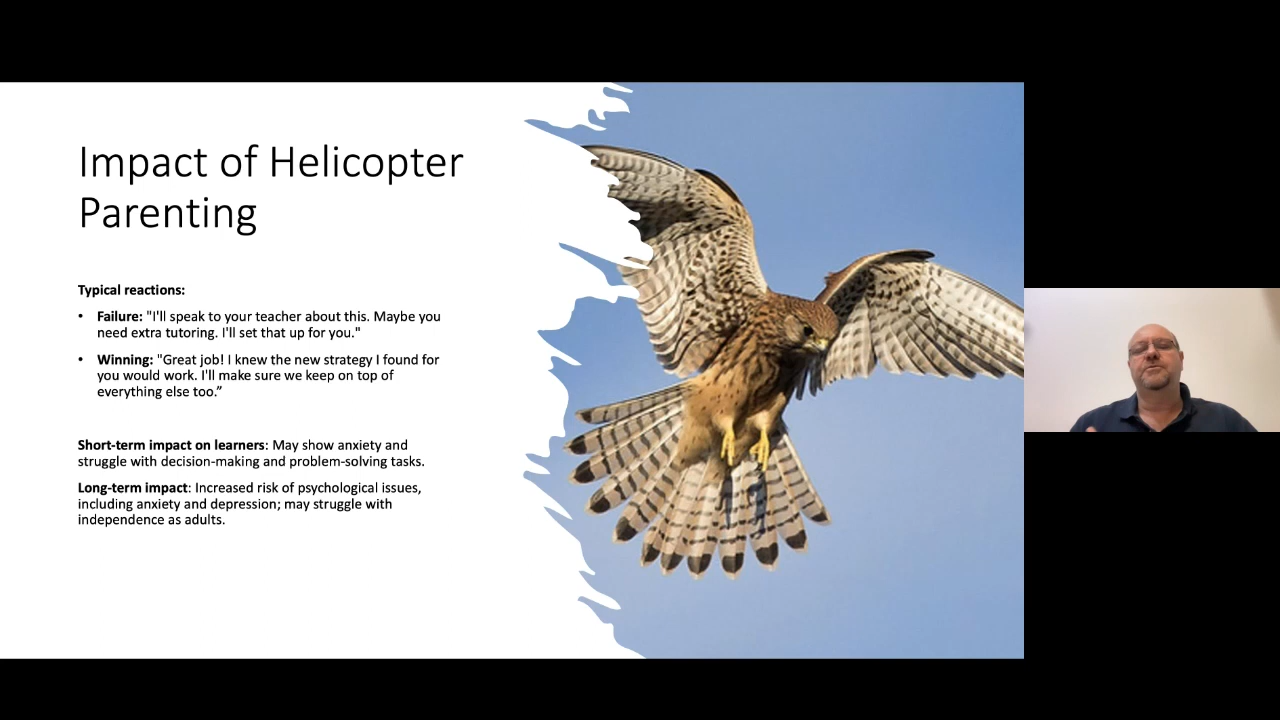 Impact of Helicopter
Parenting
Typical reactions:
• Failure: "I'll speak to your teacher about this. Maybe you
need extra tutoring. I'll set that up for you."
• Winning: "Great job! I knew the new strategy I found for
you would work. I'll make sure we keep on top of
everything else too.”
Short-term impact on learners: May show anxiety and
struggle with decision-making and problem-solving tasks.
Long-term impact: Increased risk of psychological issues,
including anxiety and depression; may struggle with
independence as adults.